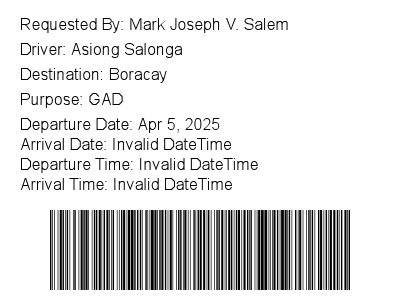 Requested By: Mark Joseph V. Salem
Driver: Asiong Salonga
Destination: Boracay
Purpose: GAD
Departure Date: Apr 5, 2025
Arrival Date: Invalid DateTime
Departure Time: Invalid DateTime
Arrival Time: Invalid DateTime